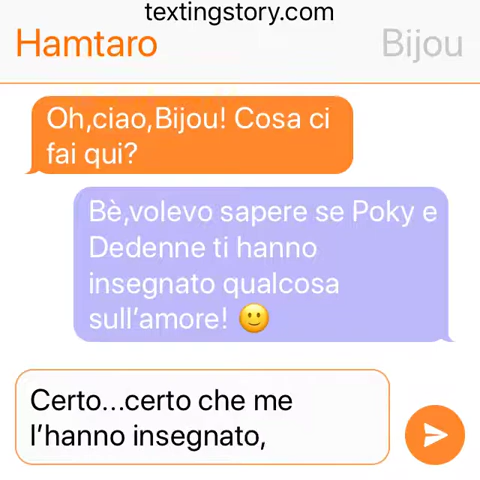 textingstory.com
Hamtaro
Bijou
Oh,ciao,Bijou! Cosa ci
fai qui?
Bè,volevo sapere se Poky e
Dedenne ti hanno
insegnato qualcosa
sull’amore! 🙂
Certo...certo che me
l’hanno insegnato,